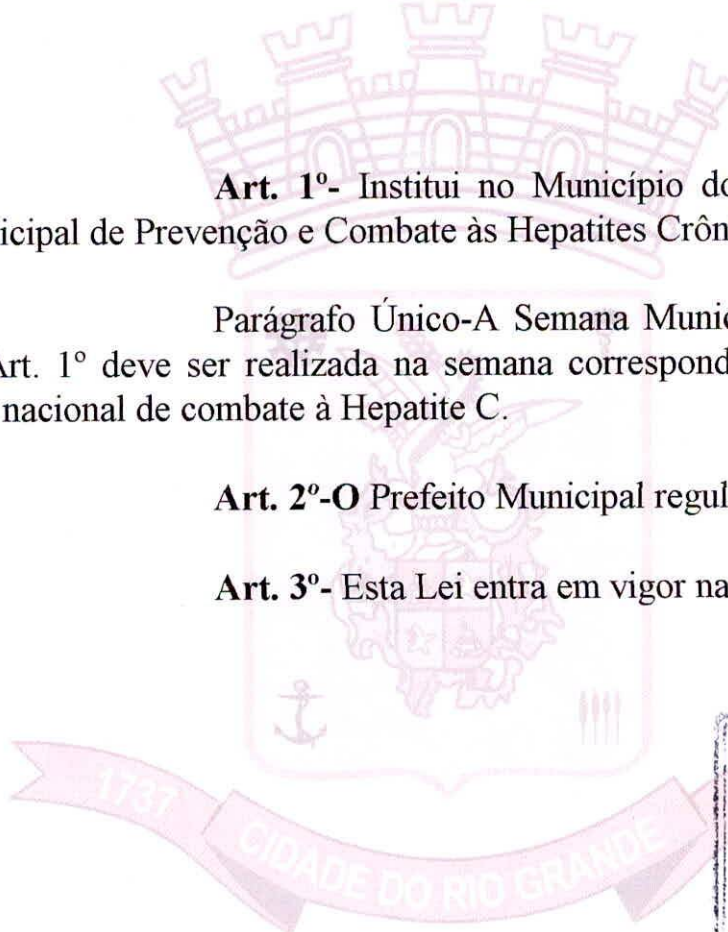 Art. 1º- Institui no Município do
icipal de Prevenção e Combate às Hepatites Crôn
Parágrafo Único-A Semana Munic
Art. 1º deve ser realizada na semana correspond
nacional de combate à Hepatite C.
Art. 2º-O Prefeito Municipal regul
Art. 3º- Esta Lei entra em vigor na
1737
CIDADE DO RIO GRANDE